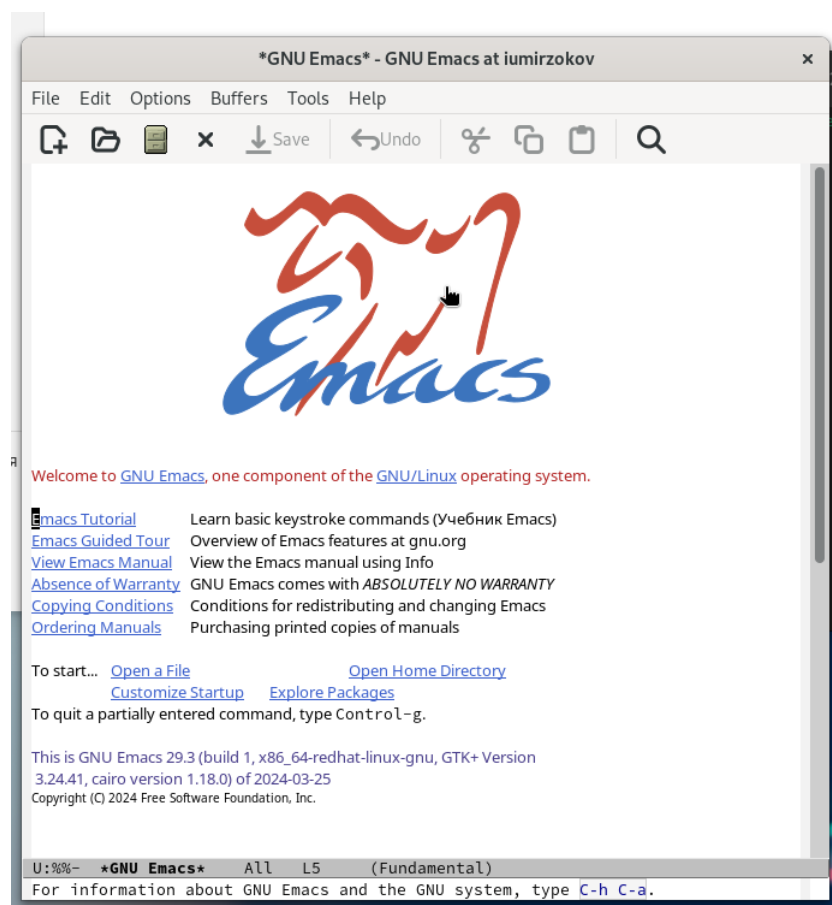 *GNU Emacs* - GNU Emacs at iumirzokov
File Edit Options Buffers Tools Help
Save Undo
Emacs
Welcome to GNU Emacs, one component of the GNU/Linux operating system.
Emacs Tutorial Learn basic keystroke commands (Учебник Emacs)
Emacs Guided Tour Overview of Emacs features at gnu.org
View Emacs Manual View the Emacs manual using Info
Absence of Warranty GNU Emacs comes with ABSOLUTELY NO WARRANTY
Copying Conditions Conditions for redistributing and changing Emacs
Ordering Manuals Purchasing printed copies of manuals
To start... Open a File Open Home Directory
Customize Startup Explore Packages
To quit a partially entered command, type Control-g.
This is GNU Emacs 29.3 (build 1, x86_64-redhat-linux-gnu, GTK+ Version
3.24.41, cairo version 1.18.0) of 2024-03-25
Copyright (C) 2024 Free Software Foundation, Inc.
U:%%- *GNU Emacs* All L5 (Fundamental)
For information about GNU Emacs and the GNU system, type C-h C-a.